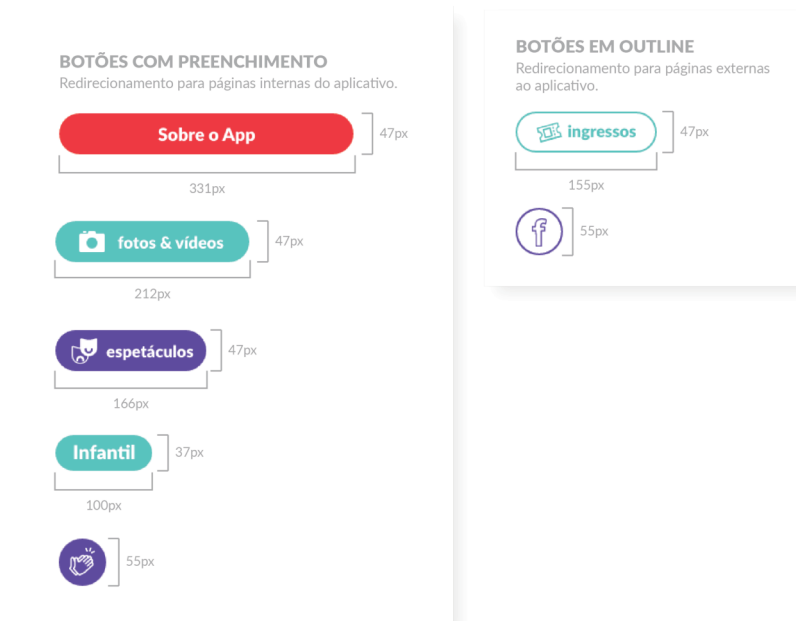 BOTÕES COM PREENCHIMENTO
Redirecionamento para páginas internas do aplicativo.
Sobre o App
47px
331px
fotos & vídeos
47px
212px
espetáculos
47px
166px
Infantil
37px
100px
55px
BOTÕES EM OUTLINE
Redirecionamento para páginas externas
ao aplicativo.
ingressos
47px
155px
f
55px